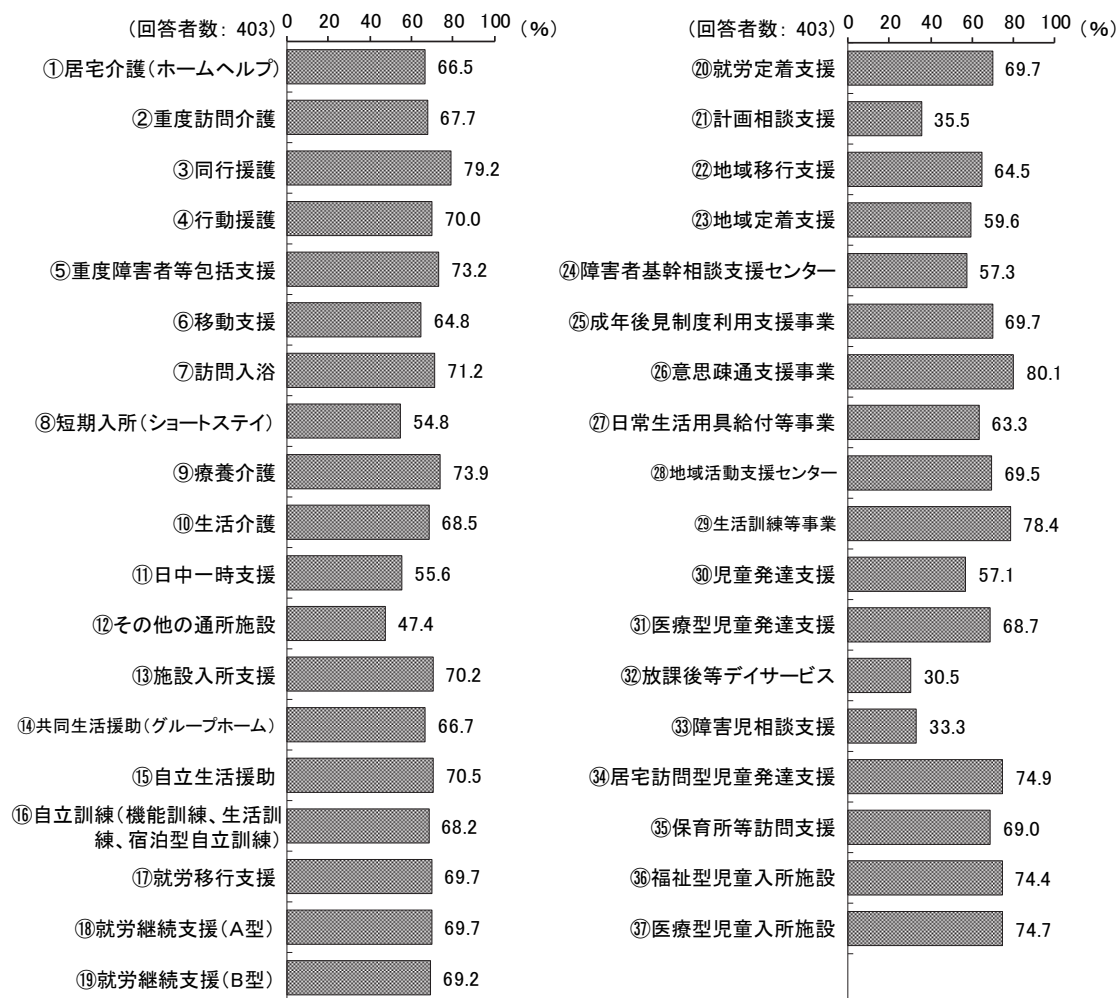 (回答者数: 403)
0 20 40 60 80 100 (%)
①居宅介護(ホームヘルプ) 66.5
②重度訪問介護 67.7
③同行援護 79.2
④行動援護 70.0
⑤重度障害者等包括支援 73.2
⑥移動支援 64.8
⑦訪問入浴 71.2
⑧短期入所(ショートステイ) 54.8
⑨療養介護 73.9
⑩生活介護 68.5
⑪日中一時支援 55.6
⑫その他の通所施設 47.4
⑬施設入所支援 70.2
⑭共同生活援助(グループホーム) 66.7
⑮自立生活援助 70.5
⑯自立訓練(機能訓練、生活訓
練、宿泊型自立訓練) 68.2
⑰就労移行支援 69.7
⑱就労継続支援(A型) 69.7
⑲就労継続支援(B型) 69.2
(回答者数: 403)
0 20 40 60 80 100 (%)
⑳就労定着支援 69.7
㉑計画相談支援 35.5
㉒地域移行支援 64.5
㉓地域定着支援 59.6
㉔障害者基幹相談支援センター 57.3
㉕成年後見制度利用支援事業 69.7
㉖意思疎通支援事業 80.1
㉗日常生活用具給付等事業 63.3
㉘地域活動支援センター 69.5
㉙生活訓練等事業 78.4
㉚児童発達支援 57.1
㉛医療型児童発達支援 68.7
㉜放課後等デイサービス 30.5
㉝障害児相談支援 33.3
㉞居宅訪問型児童発達支援 74.9
㉟保育所等訪問支援 69.0
㊱福祉型児童入所施設 74.4
㊲医療型児童入所施設 74.7